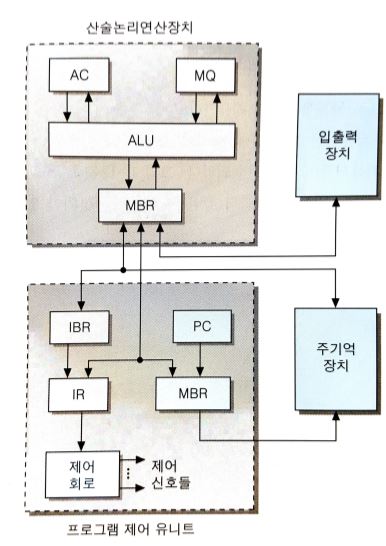 산술논리연산장치
AC
MQ
ALU
MBR
입출력
장치
IBR
PC
주기억
장치
IR
MBR
제어
회로
제어
신호들
프로그램 제어 유니트